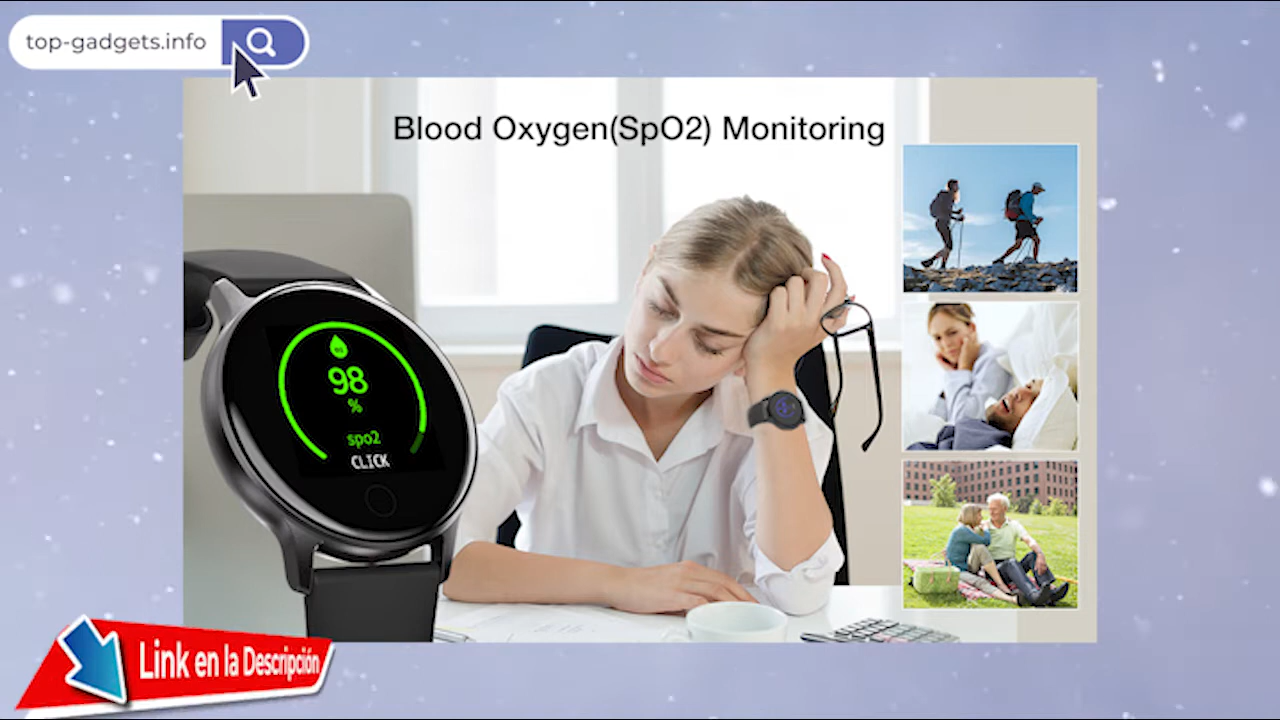 top-gadgets.info
Blood Oxygen(SpO2) Monitoring
98
%
spo2
CLICK
Link en la Descripción